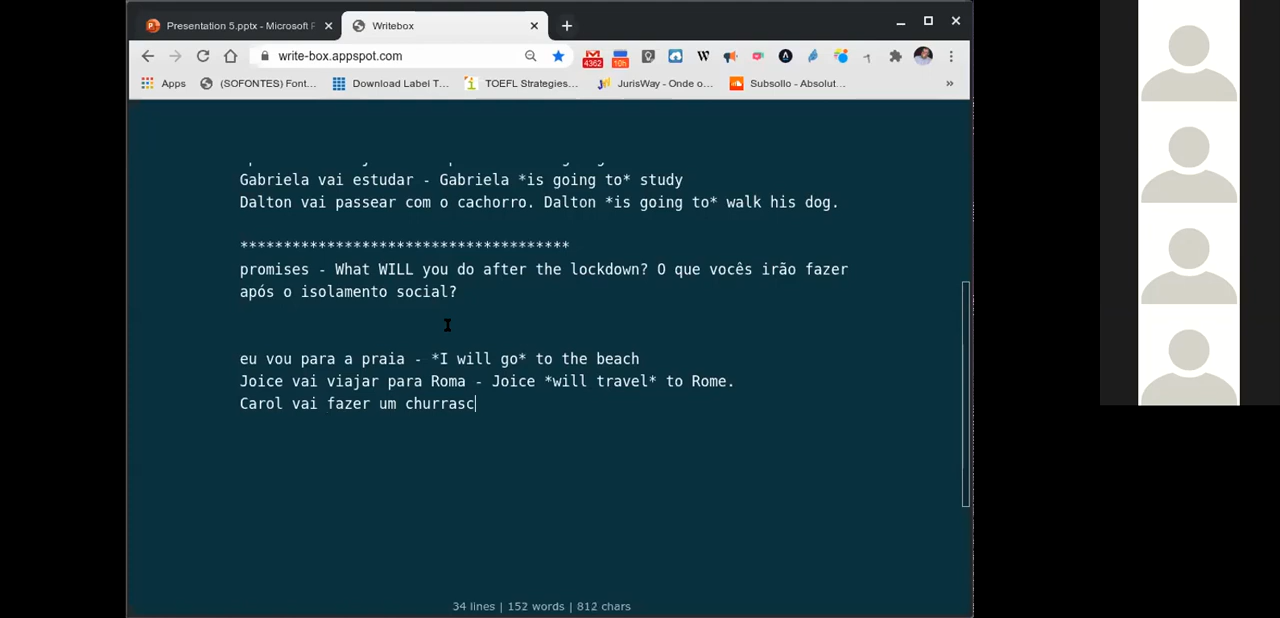 Presentation 5.pptx - Microsoft P
Writebox
write-box.appspot.com
4362
10h
W
Apps
(SOFONTES) Font...
Download Label T...
TOEFL Strategies...
JurisWay - Onde o...
Subsollo - Absolut...
»
Gabriela vai estudar - Gabriela *is going to* study
Dalton vai passear com o cachorro. Dalton *is going to* walk his dog.
**************************************
promises - What WILL you do after the lockdown? O que vocês irão fazer
após o isolamento social?
eu vou para a praia - *I will go* to the beach
Joice vai viajar para Roma - Joice *will travel* to Rome.
Carol vai fazer um churrasc
34 lines | 152 words | 812 chars